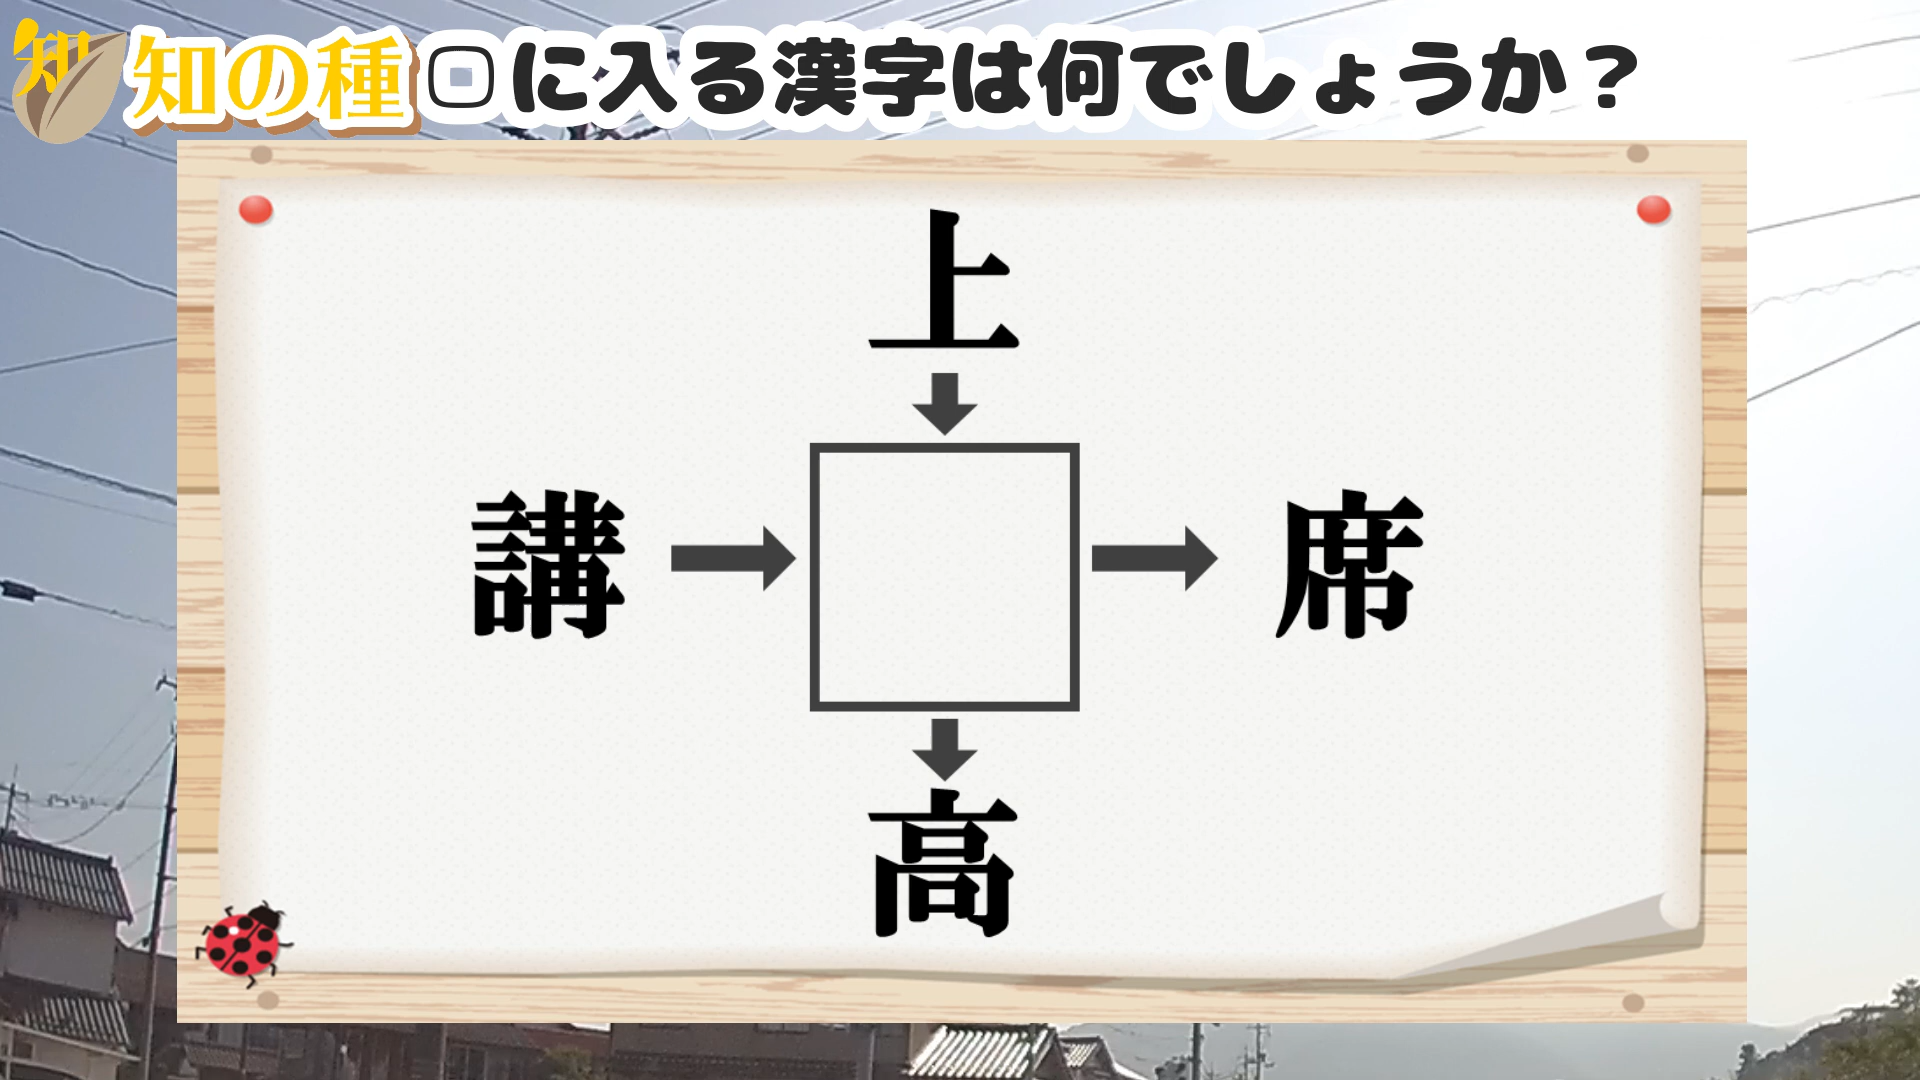 知 知の種 □に入る漢字は何でしょうか？
上
講 → □ → 席
高